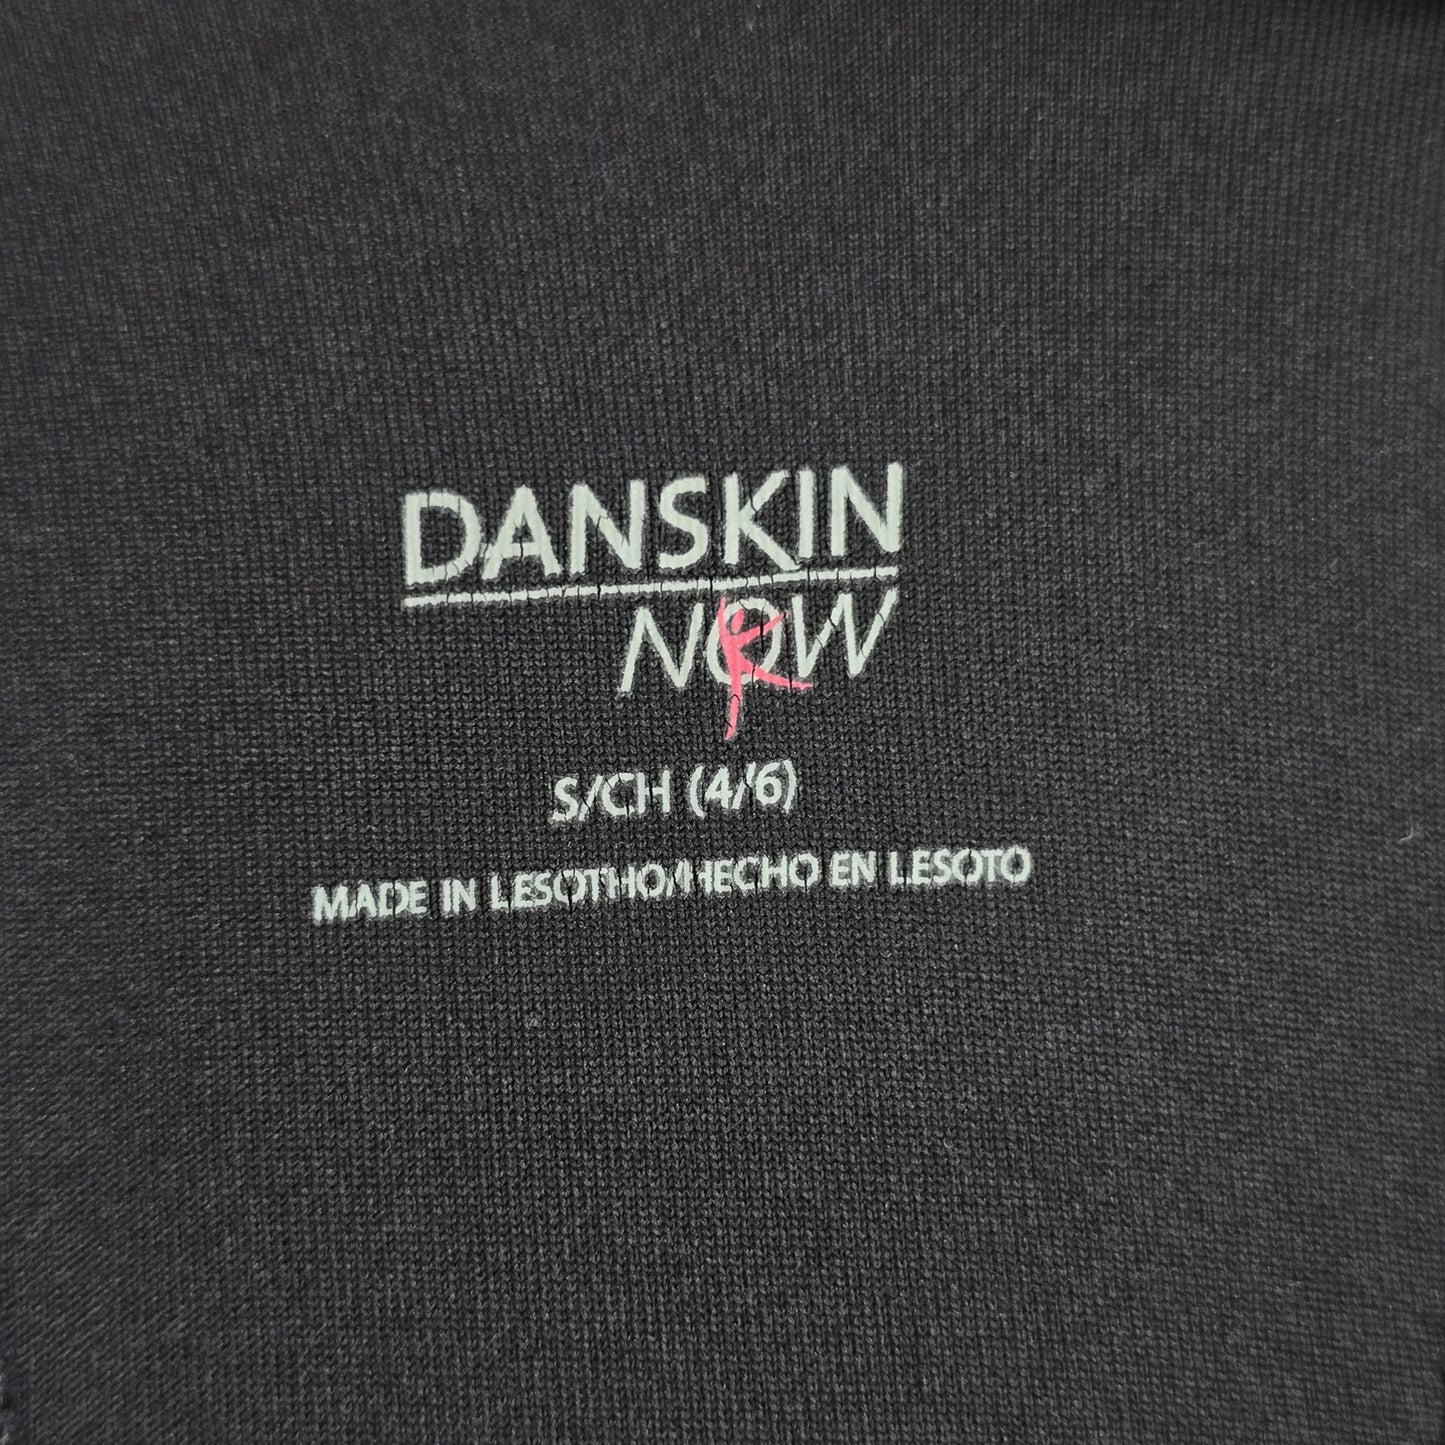 DANSKIN
NOW
S/CH (4/6)
MADE IN LESOTHO/HECHO EN LESOTO